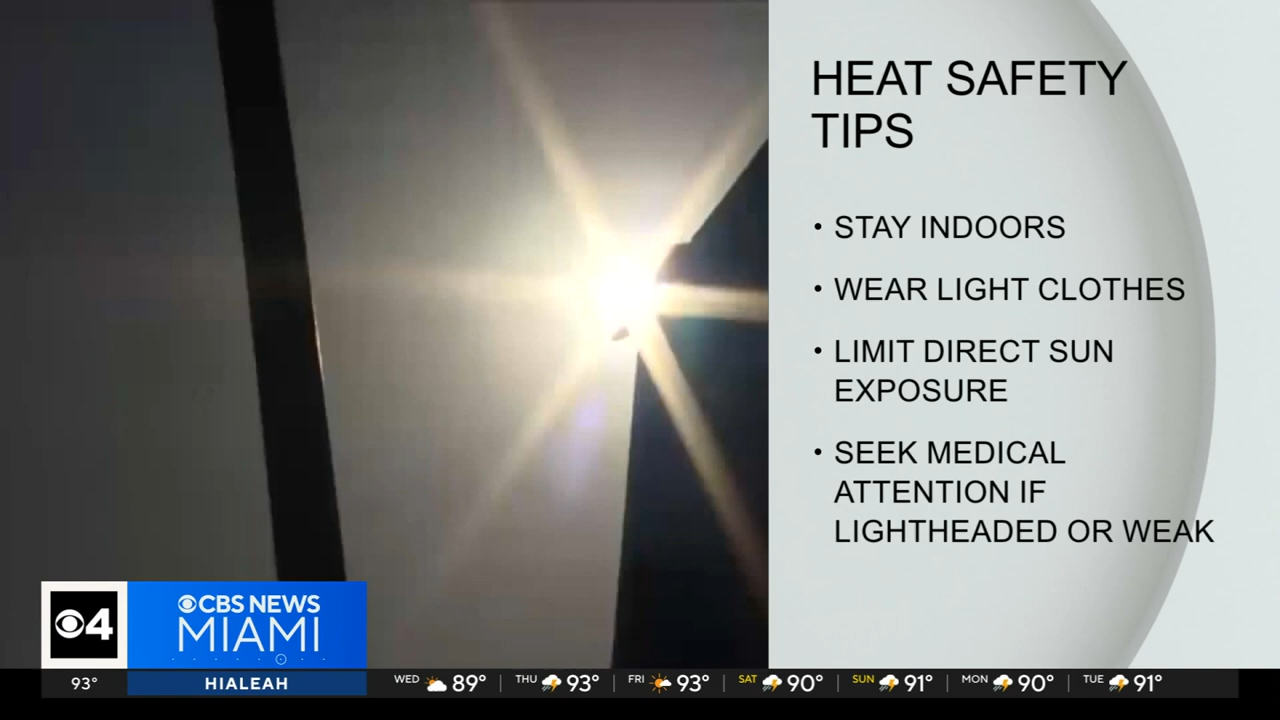 HEAT SAFETY
TIPS
• STAY INDOORS
• WEAR LIGHT CLOTHES
• LIMIT DIRECT SUN
EXPOSURE
• SEEK MEDICAL
ATTENTION IF
LIGHTHEADED OR WEAK
4
CBS NEWS
MIAMI
93° HIALEAH WED 89° THU 93° FRI 93° SAT 90° SUN 91° MON 90° TUE 91°